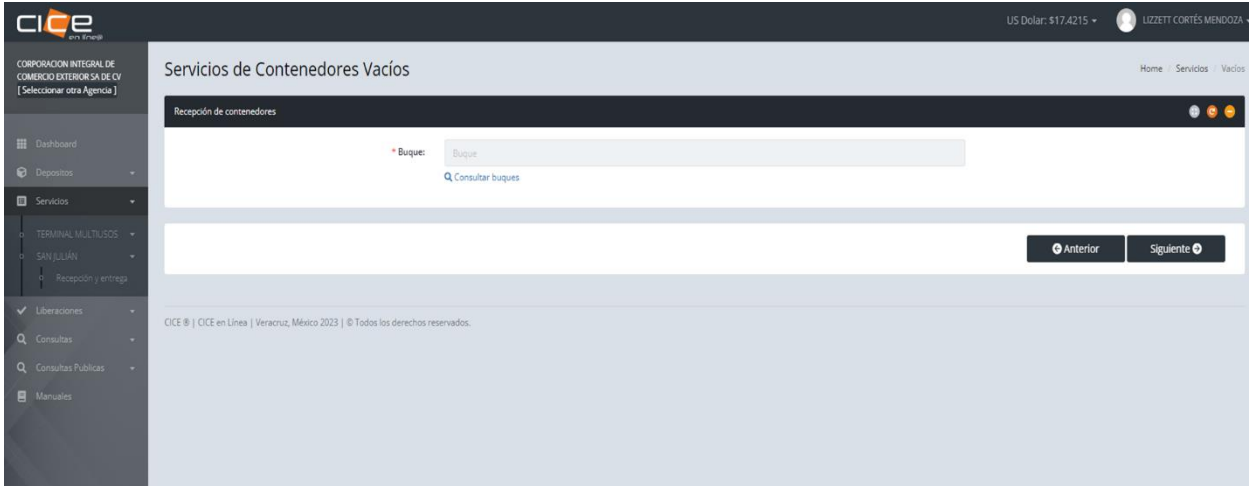 CICE
en línea®
US Dolar: $17.4215
LIZZETT CORTÉS MENDOZA
CORPORACION INTEGRAL DE
COMERCIO EXTERIOR SA DE CV
[ Seleccionar otra Agencia ]
Servicios de Contenedores Vacíos
Home / Servicios / Vacíos
Recepción de contenedores
Dashboard
Depositos
Servicios
TERMINAL MULTIUSOS
SAN JULIÁN
Recepción y entrega
Liberaciones
Consultas
Consultas Publicas
Manuales
* Buque:
Buque
Consultar buques
Anterior
Siguiente
CICE ® | CICE en Línea | Veracruz, México 2023 | © Todos los derechos reservados.